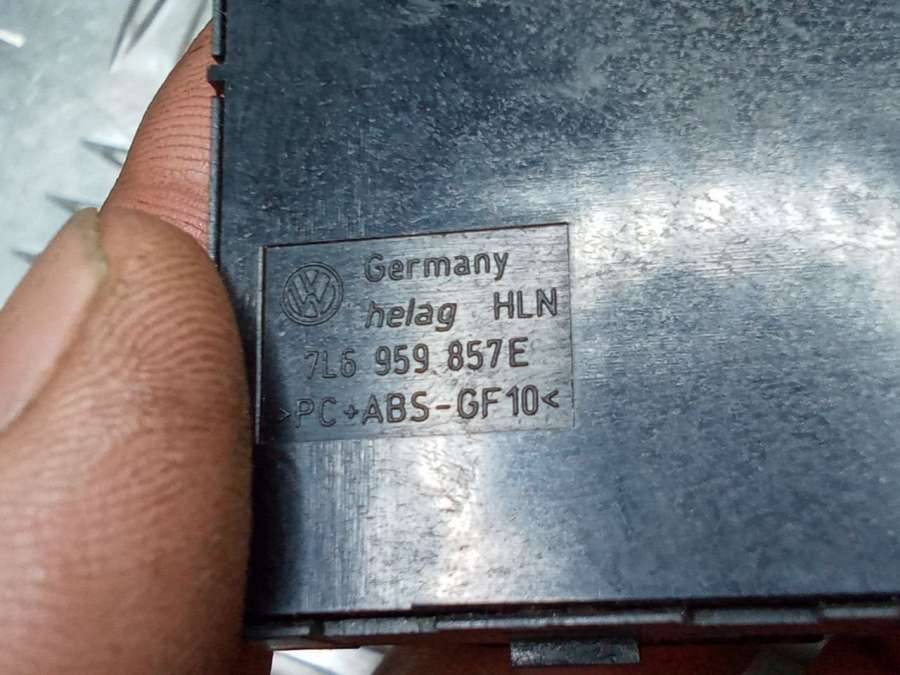 Germany
helag HLN
7L6 959 857E
>PC+ABS-GF10<